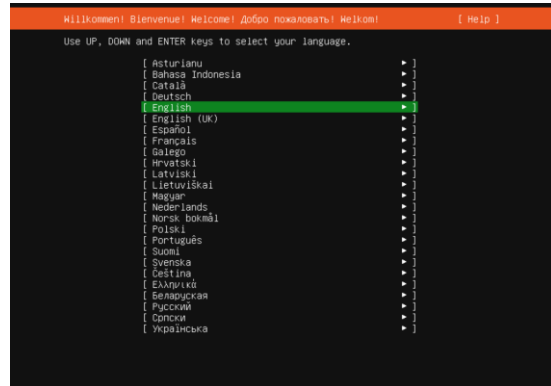 Willkommen! Bienvenue! Welcome! Добро пожаловать! Welkom! [ Help ]
Use UP, DOWN and ENTER keys to select your language.
[ Asturianu ► ]
[ Bahasa Indonesia ► ]
[ Català ► ]
[ Deutsch ► ]
[ English ► ]
[ English (UK) ► ]
[ Español ► ]
[ Français ► ]
[ Galego ► ]
[ Hrvatski ► ]
[ Latviski ► ]
[ Lietuviškai ► ]
[ Magyar ► ]
[ Nederlands ► ]
[ Norsk bokmål ► ]
[ Polski ► ]
[ Português ► ]
[ Suomi ► ]
[ Svenska ► ]
[ Čeština ► ]
[ Ελληνικά ► ]
[ Беларуская ► ]
[ Русский ► ]
[ Српски ► ]
[ Українська ► ]